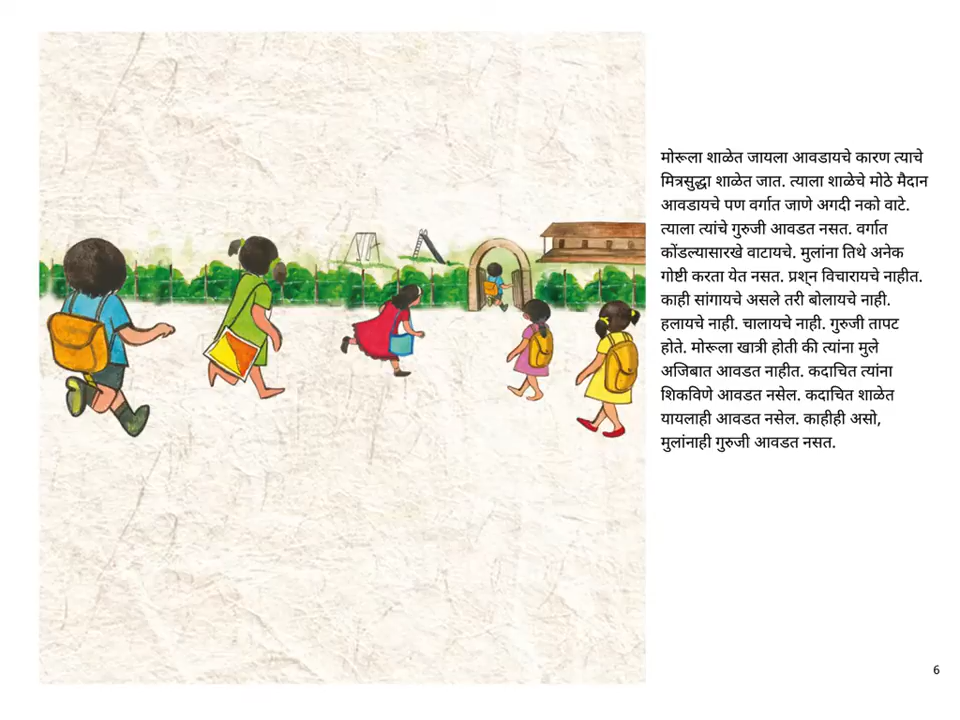 मोरूला शाळेत जायला आवडायचे कारण त्याचे
मित्रसुद्धा शाळेत जात. त्याला शाळेचे मोठे मैदान
आवडायचे पण वर्गात जाणे अगदी नको वाटे.
त्याला त्यांचे गुरुजी आवडत नसत. वर्गात
कोंडल्यासारखे वाटायचे. मुलांना तिथे अनेक
गोष्टी करता येत नसत. प्रश्‍न विचारायचे नाहीत.
काही सांगायचे असले तरी बोलायचे नाही.
हलायचे नाही. चालायचे नाही. गुरुजी तापट
होते. मोरूला खात्री होती की त्यांना मुले
अजिबात आवडत नाहीत. कदाचित त्यांना
शिकविणे आवडत नसेल. कदाचित शाळेत
यायलाही आवडत नसेल. काहीही असो,
मुलांनाही गुरुजी आवडत नसत.
6